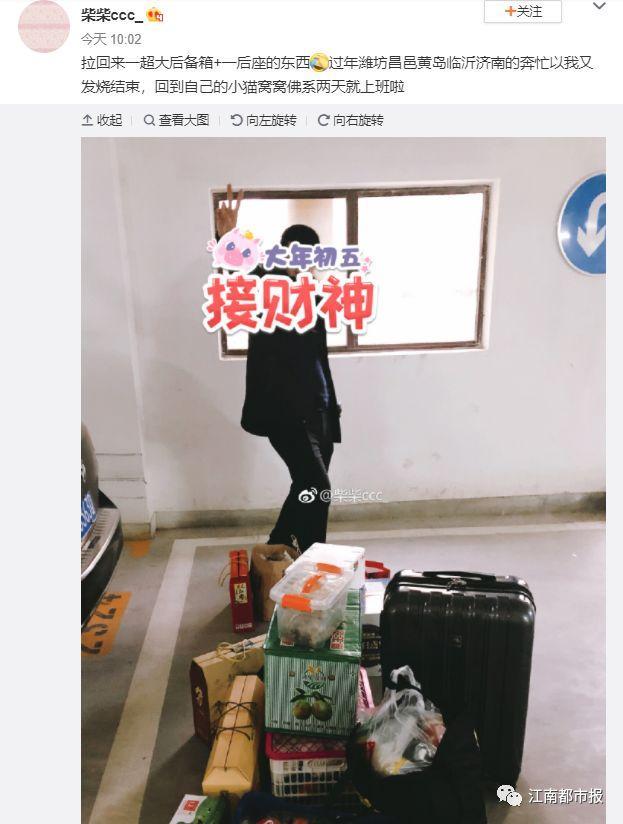 柴柴ccc_
+关注
今天 10:02
拉回来一超大后备箱+一后座的东西过年潍坊昌邑黄岛临沂济南的奔忙以我又
发烧结束,回到自己的小猫窝窝佛系两天就上班啦
收起
查看大图
向左旋转
向右旋转
大年初五
接财神
@柴柴ccc_
江南都市报